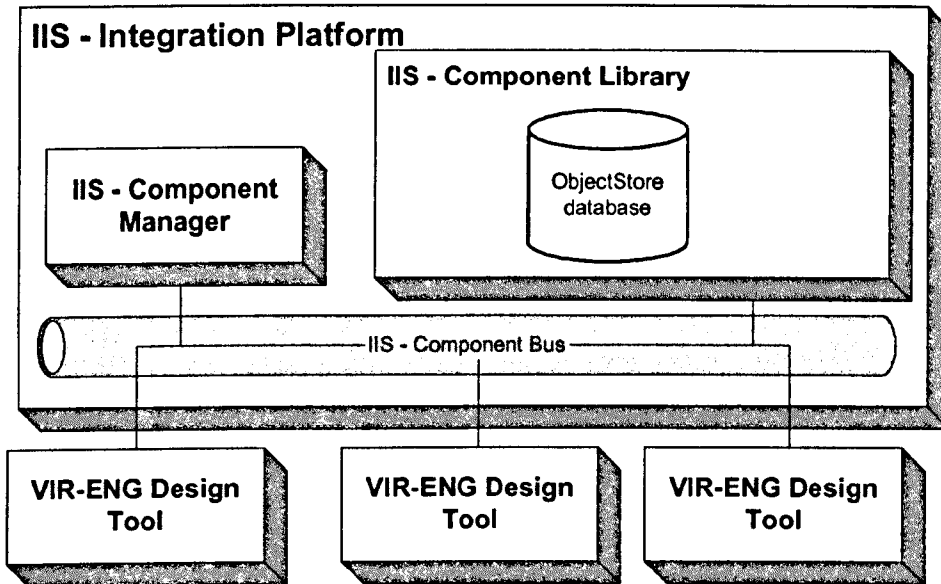 IIS - Integration Platform
IIS - Component Library
ObjectStore
database
IIS - Component
Manager
IIS - Component Bus
VIR-ENG Design
Tool
VIR-ENG Design
Tool
VIR-ENG Design
Tool